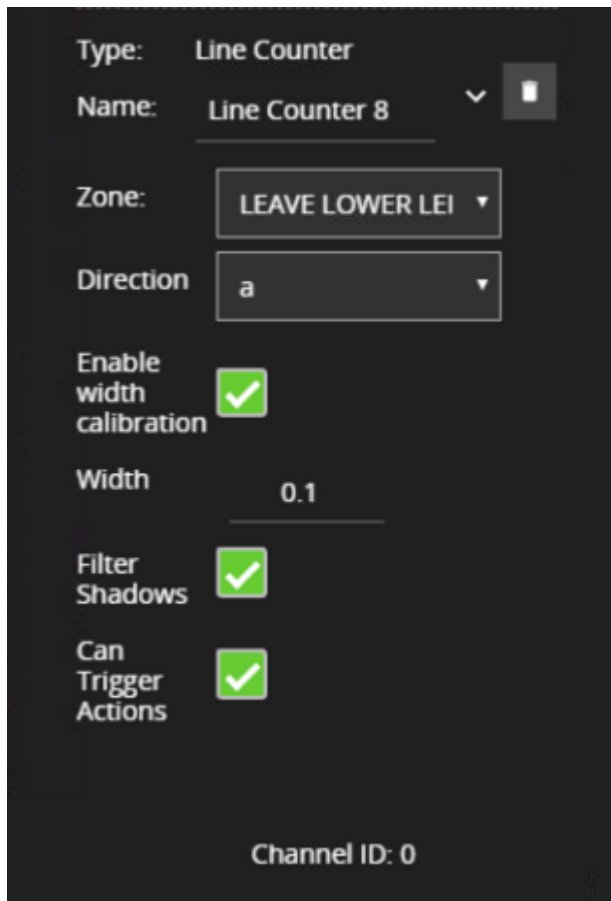 Type: Line Counter
Name: Line Counter 8
Zone: LEAVE LOWER LEI
Direction a
Enable
width
calibration
Width 0.1
Filter
Shadows
Can
Trigger
Actions
Channel ID: 0